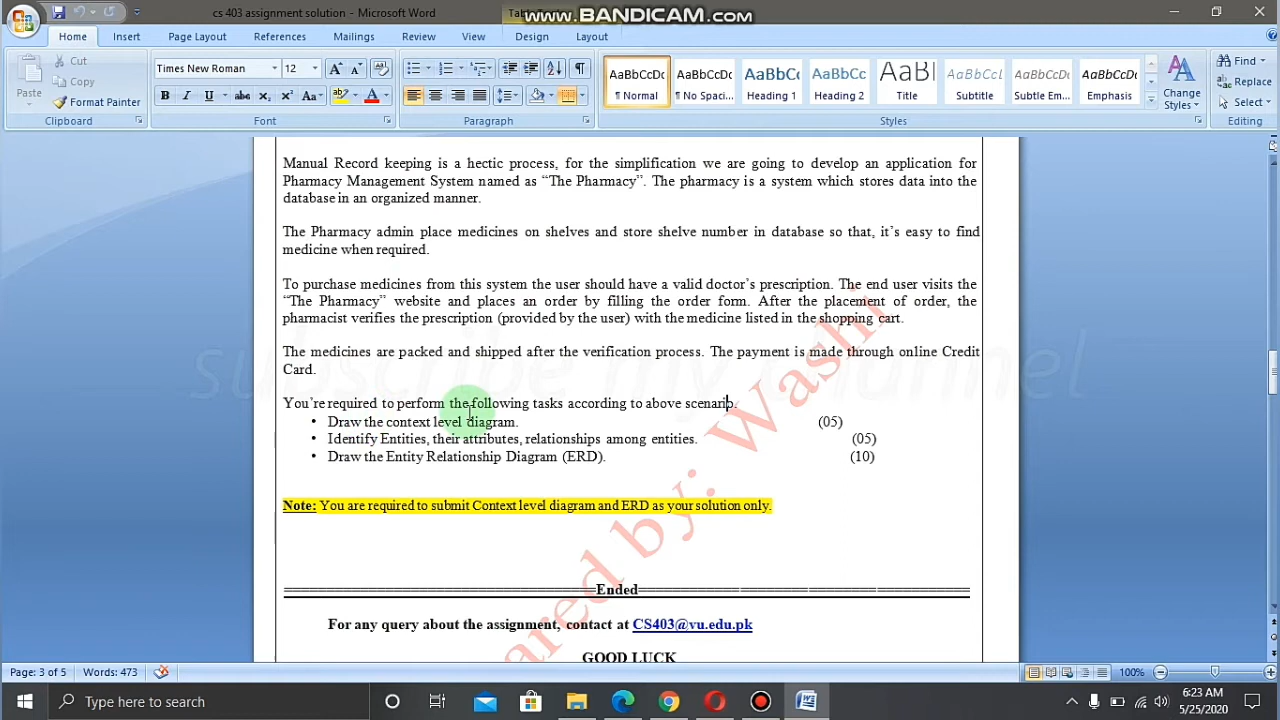 cs 403 assignment solution - Microsoft Word
www.BANDICAM.com
Home Insert Page Layout References Mailings Review View Design Layout
Paste
Cut
Copy
Format Painter
Clipboard
Times New Roman 12
Font
Paragraph
AaBbCcDc AaBbCcDc AaBbCc AaBbCc AaBl AaBbCcl AaBbCcDc AaBbCcDc
¶ Normal ¶ No Spaci... Heading 1 Heading 2 Title Subtitle Subtle Em... Emphasis
Change Styles
Styles
Find
Replace
Select
Editing
Manual Record keeping is a hectic process, for the simplification we are going to develop an application for
Pharmacy Management System named as “The Pharmacy”. The pharmacy is a system which stores data into the
database in an organized manner.
The Pharmacy admin place medicines on shelves and store shelve number in database so that, it’s easy to find
medicine when required.
To purchase medicines from this system the user should have a valid doctor’s prescription. The end user visits the
“The Pharmacy” website and places an order by filling the order form. After the placement of order, the
pharmacist verifies the prescription (provided by the user) with the medicine listed in the shopping cart.
The medicines are packed and shipped after the verification process. The payment is made through online Credit
Card.
You’re required to perform the following tasks according to above scenario.
• Draw the context level diagram. (05)
• Identify Entities, their attributes, relationships among entities. (05)
• Draw the Entity Relationship Diagram (ERD). (10)
Note: You are required to submit Context level diagram and ERD as your solution only.
Ended
For any query about the assignment, contact at CS403@vu.edu.pk
GOOD LUCK
ared by: Washi
subscribe my channel
Page: 3 of 5 Words: 473 100%
Type here to search
6:23 AM
5/25/2020